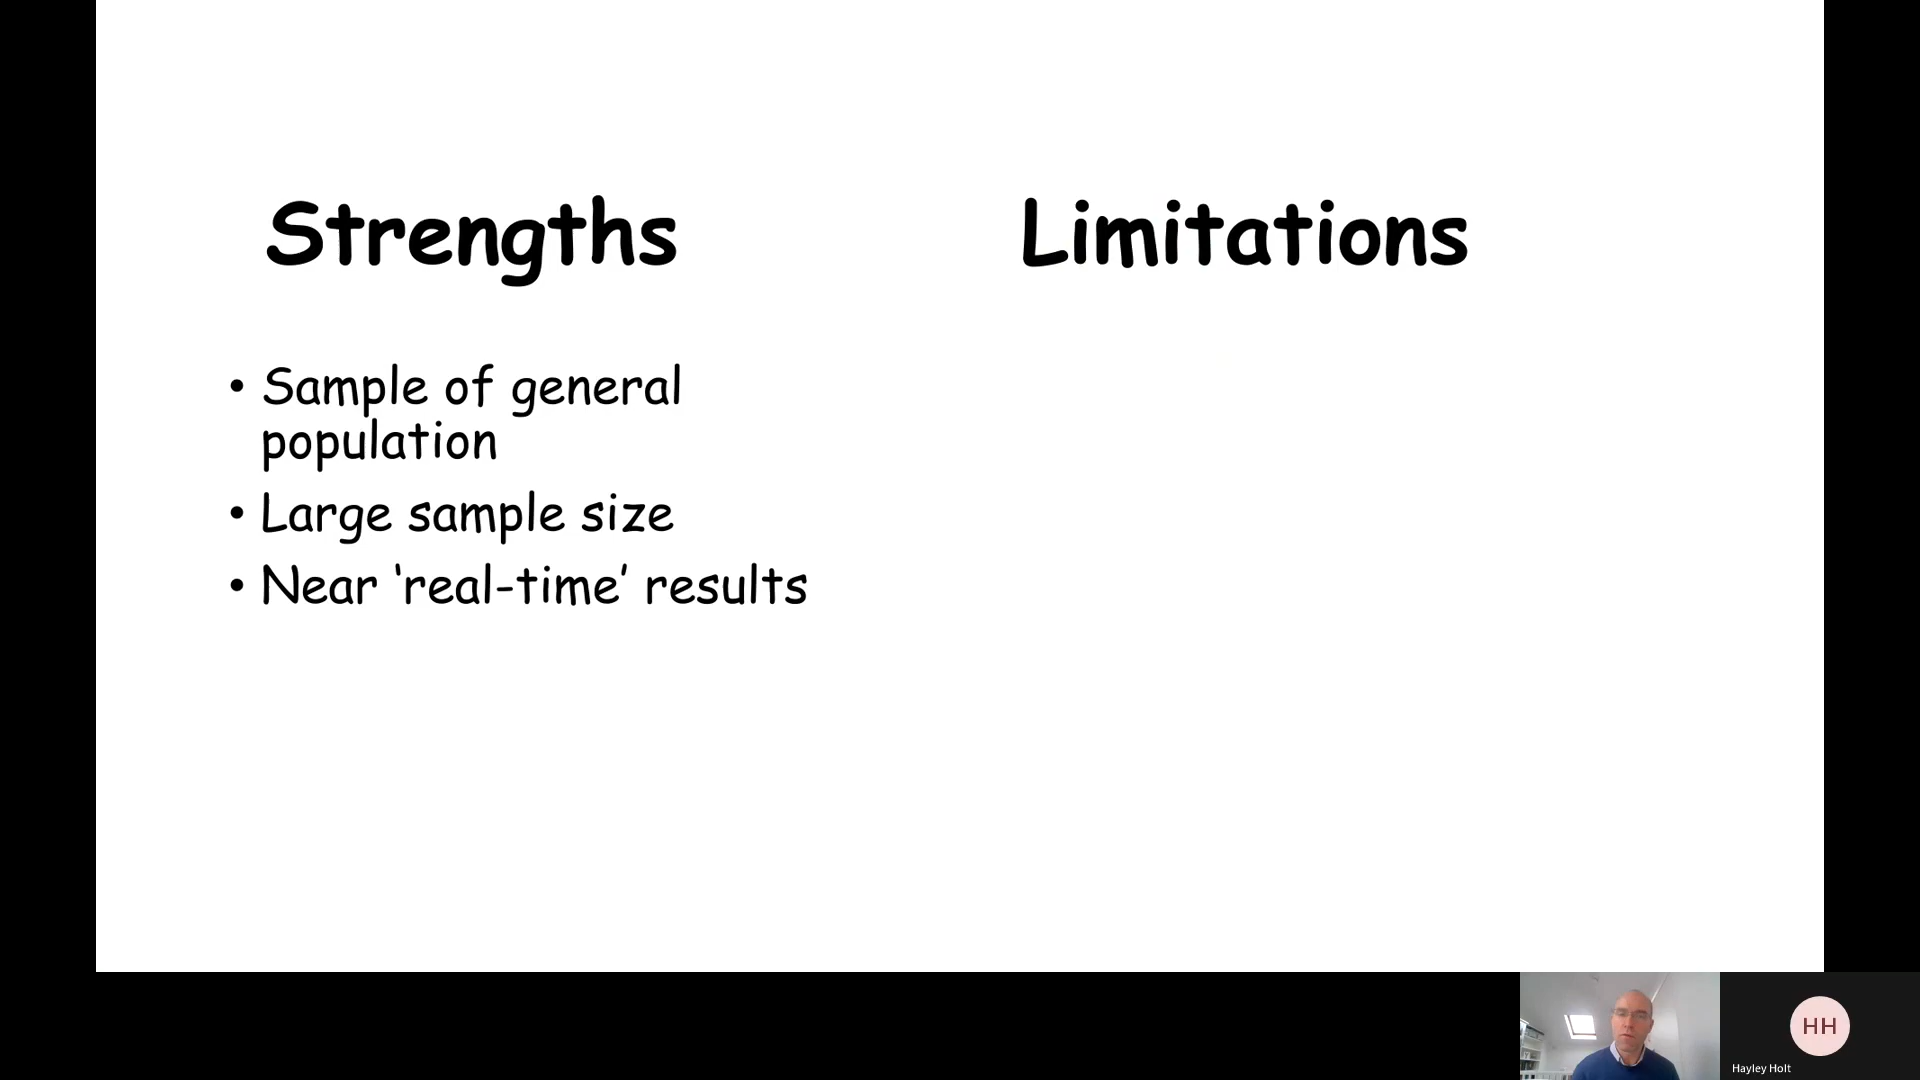 Strengths
Limitations
• Sample of general
population
• Large sample size
• Near ‘real-time’ results
HH
Hayley Holt